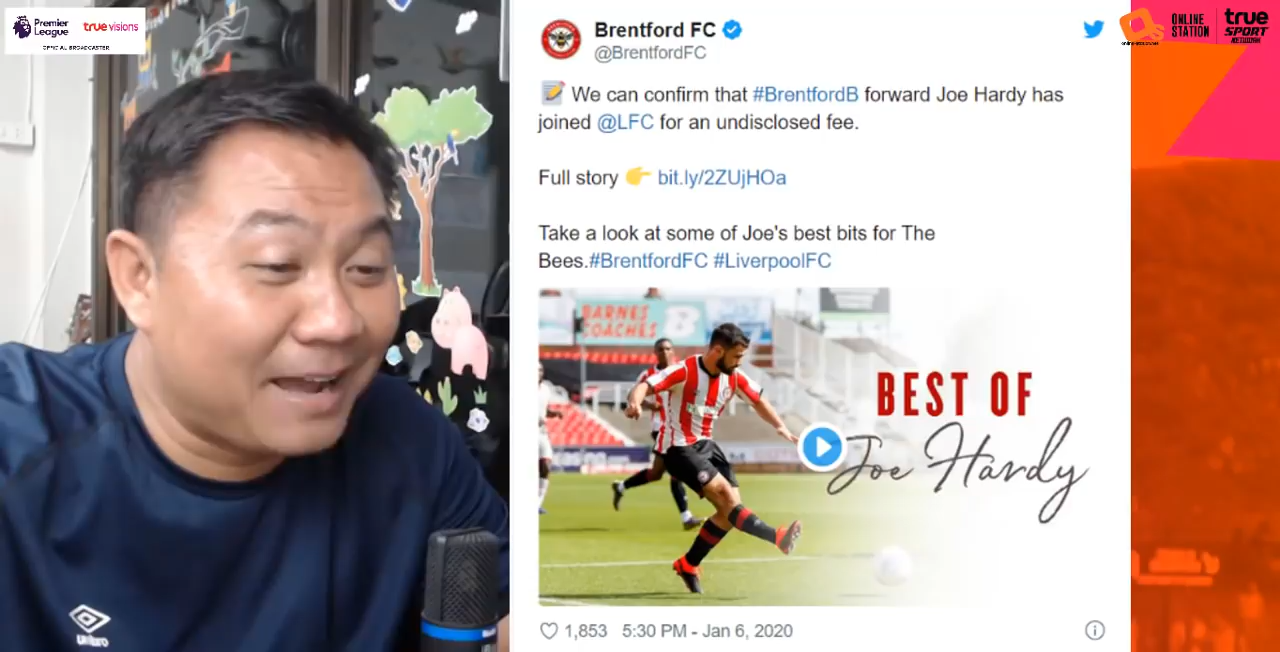 Premier League
truevisions
OFFICIAL BROADCASTER
Brentford FC
@BrentfordFC
ONLINE STATION
true SPORT NETWORK
We can confirm that #BrentfordB forward Joe Hardy has
joined @LFC for an undisclosed fee.
Full story bit.ly/2ZUjHOa
Take a look at some of Joe's best bits for The
Bees.#BrentfordFC #LiverpoolFC
BARNES
COACHES
BEST OF
Joe Hardy
umbro
1,853 5:30 PM - Jan 6, 2020